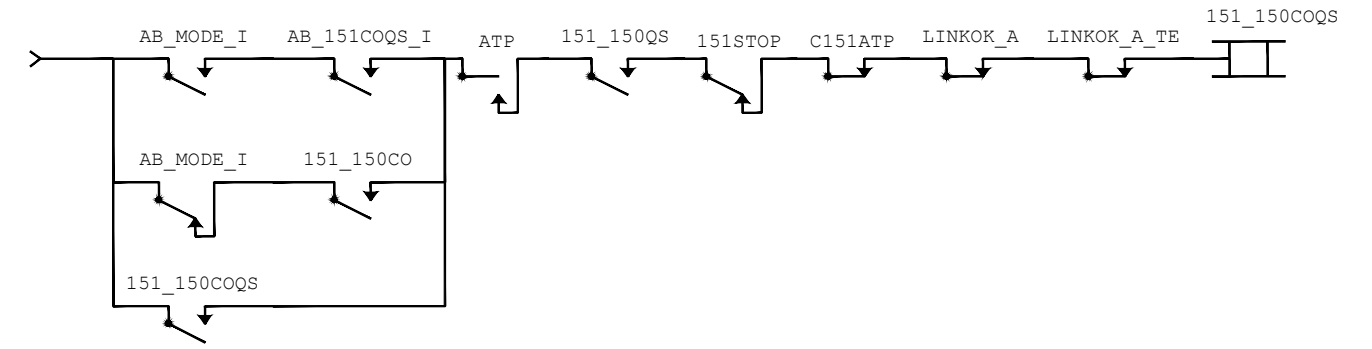 151_150COQS
AB_MODE_I AB_151COQS_I ATP 151_150QS 151STOP C151ATP LINKOK_A LINKOK_A_TE
AB_MODE_I 151_150CO
151_150COQS